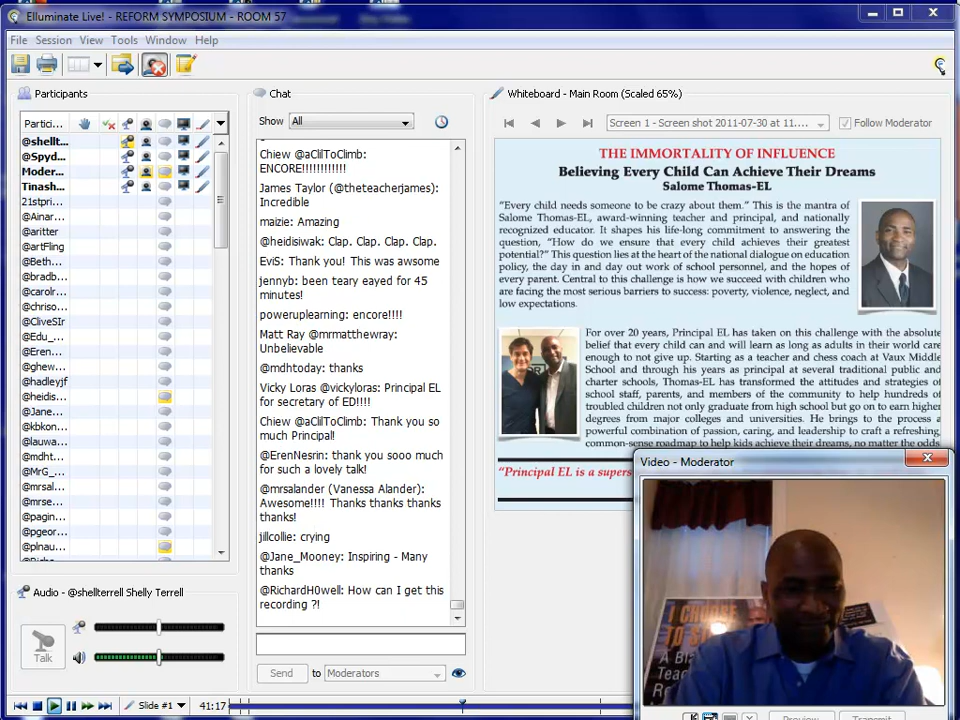 Elluminate Live! - REFORM SYMPOSIUM - ROOM 57
File Session View Tools Window Help
Participants
Partici...
@shellt...
@Spyd...
Moder...
Tinash...
21stpri...
@Ainar...
@aritter
@artFling
@Beth...
@bradb...
@carolr...
@chriso...
@CliveSIr
@Edu_...
@Eren...
@ghew...
@hadleyjf
@heidis...
@Jane...
@kbkon...
@lauwa...
@mdht...
@MrG_...
@mrsal...
@mrse...
@pagin...
@pgeor...
@plnau...
Audio - @shellterrell Shelly Terrell
Talk
Chat
Show All
Chiew @aClilToClimb:
ENCORE!!!!!!!!!!!
James Taylor (@theteacherjames):
Incredible
maizie: Amazing
@heidisiwak: Clap. Clap. Clap. Clap.
EviS: Thank you! This was awsome
jennyb: been teary eayed for 45
minutes!
poweruplearning: encore!!!!
Matt Ray @mrmatthewray:
Unbelievable
@mdhtoday: thanks
Vicky Loras @vickyloras: Principal EL
for secretary of ED!!!!
Chiew @aClilToClimb: Thank you so
much Principal!
@ErenNesrin: thank you sooo much
for such a lovely talk!
@mrsalander (Vanessa Alander):
Awesome!!!! Thanks thanks thanks
thanks!
jillcollie: crying
@Jane_Mooney: Inspiring - Many
thanks
@RichardH0well: How can I get this
recording ?!
Send to Moderators
Slide #1 41:17
Whiteboard - Main Room (Scaled 65%)
Screen 1 - Screen shot 2011-07-30 at 11.... Follow Moderator
THE IMMORTALITY OF INFLUENCE
Believing Every Child Can Achieve Their Dreams
Salome Thomas-EL
“Every child needs someone to be crazy about them.” This is the mantra of
Salome Thomas-EL, award-winning teacher and principal, and nationally
recognized educator. It shapes his life-long commitment to answering the
question, “How do we ensure that every child achieves their greatest
potential?” This question lies at the heart of the national dialogue on education
policy, the day in and day out work of school personnel, and the hopes of
every parent. Central to this challenge is how we succeed with children who
are facing the most serious barriers to success: poverty, violence, neglect, and
low expectations.
For over 20 years, Principal EL has taken on this challenge with the absolute
belief that every child can and will learn as long as adults in their world care
enough to not give up. Starting as a teacher and chess coach at Vaux Middle
School and through his years as principal at several traditional public and
charter schools, Thomas-EL has transformed the attitudes and strategies of
school staff, parents, and members of the community to help hundreds of
troubled children not only graduate from high school but go on to earn higher
degrees from major colleges and universities. He brings to the process a
powerful combination of passion, caring, and leadership to craft a refreshing,
common-sense roadmap to help kids achieve their dreams, no matter the odds.
“Principal EL is a supers
Video - Moderator
I CHOOSE
TO S
A Bla
Teac
Preview Transmit